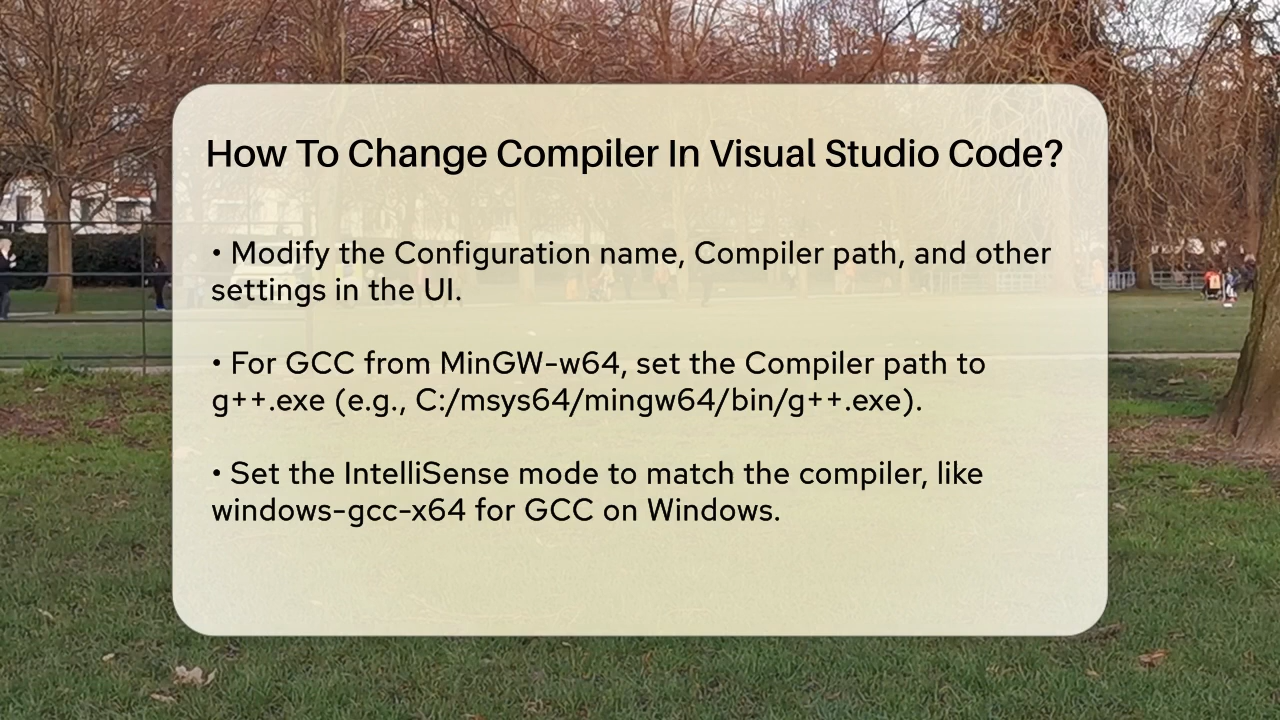 How To Change Compiler In Visual Studio Code?
• Modify the Configuration name, Compiler path, and other
settings in the UI.
• For GCC from MinGW-w64, set the Compiler path to
g++.exe (e.g., C:/msys64/mingw64/bin/g++.exe).
• Set the IntelliSense mode to match the compiler, like
windows-gcc-x64 for GCC on Windows.